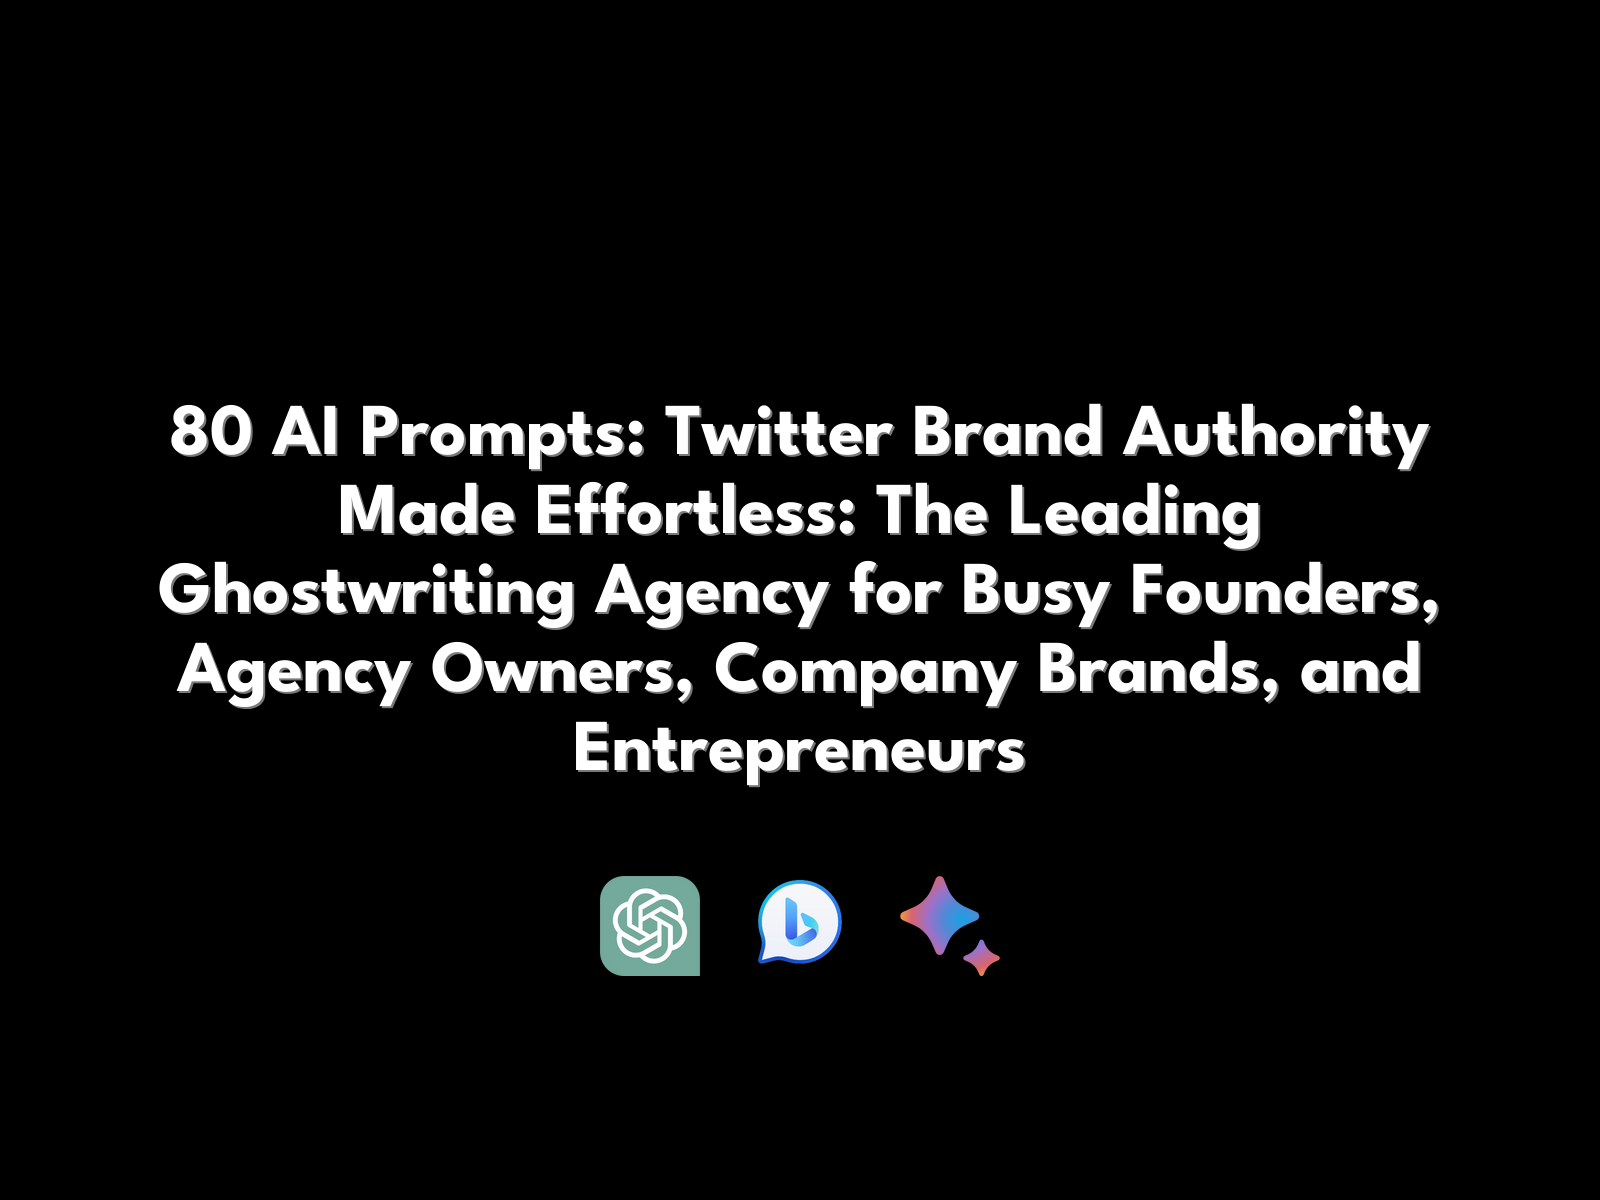 80 AI Prompts: Twitter Brand Authority
Made Effortless: The Leading
Ghostwriting Agency for Busy Founders,
Agency Owners, Company Brands, and
Entrepreneurs